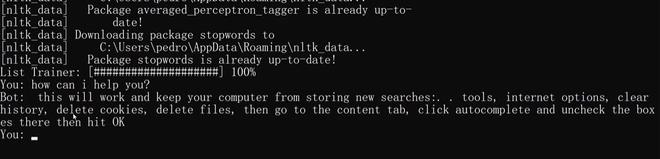 [nltk_data]     Package averaged_perceptron_tagger is already up-to-
[nltk_data]         date!
[nltk_data] Downloading package stopwords to
[nltk_data]     C:\Users\pedro\AppData\Roaming\nltk_data...
[nltk_data]   Package stopwords is already up-to-date!
List Trainer: [####################] 100%
You: how can i help you?
Bot:  this will work and keep your computer from storing new searches:. . tools, internet options, clear
history, delete cookies, delete files, then go to the content tab, click autocomplete and uncheck the box
es there then hit OK
You: